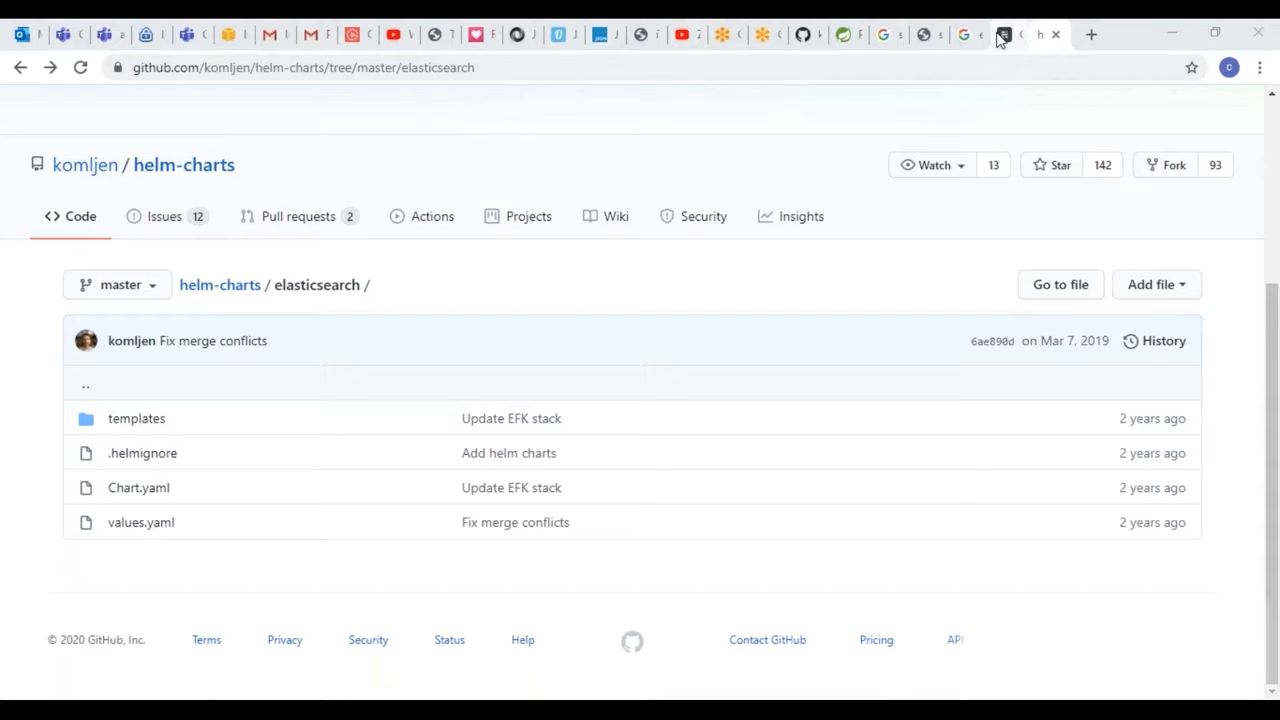 github.com/komljen/helm-charts/tree/master/elasticsearch
C
komljen / helm-charts
Watch 13 Star 142 Fork 93
Code Issues 12 Pull requests 2 Actions Projects Wiki Security Insights
master helm-charts / elasticsearch / Go to file Add file
komljen Fix merge conflicts 6ae890d on Mar 7, 2019 History
..
templates Update EFK stack 2 years ago
.helmignore Add helm charts 2 years ago
Chart.yaml Update EFK stack 2 years ago
values.yaml Fix merge conflicts 2 years ago
© 2020 GitHub, Inc. Terms Privacy Security Status Help Contact GitHub Pricing API